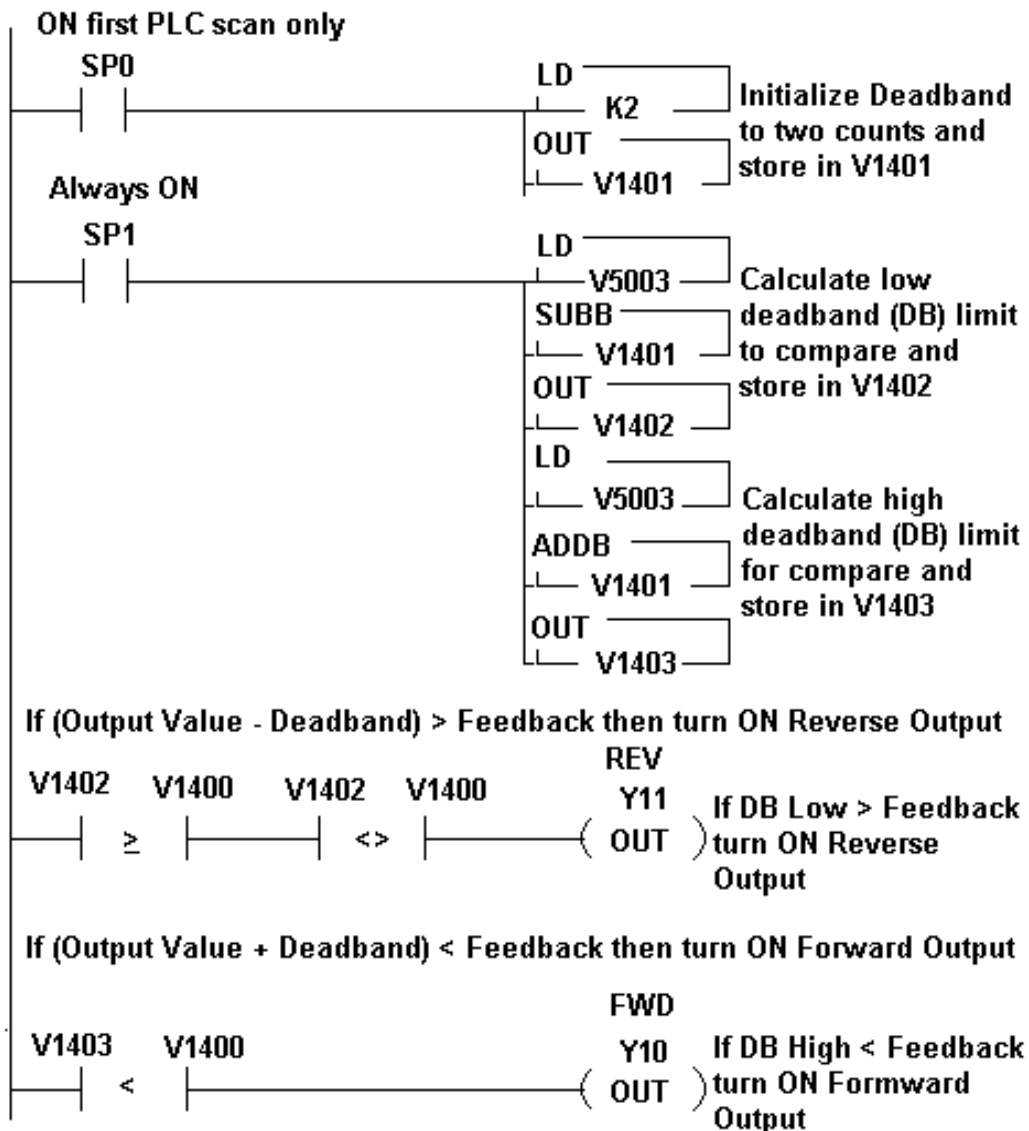 ON first PLC scan only
SP0
LD
K2
OUT
V1401
Initialize Deadband
to two counts and
store in V1401
Always ON
SP1
LD
V5003
SUBB
V1401
OUT
V1402
Calculate low
deadband (DB) limit
to compare and
store in V1402
LD
V5003
ADDB
V1401
OUT
V1403
Calculate high
deadband (DB) limit
for compare and
store in V1403
If (Output Value - Deadband) > Feedback then turn ON Reverse Output
REV
V1402 V1400 V1402 V1400 Y11
≥ <> ( OUT )
If DB Low > Feedback
turn ON Reverse
Output
If (Output Value + Deadband) < Feedback then turn ON Forward Output
FWD
V1403 V1400 Y10
< ( OUT )
If DB High < Feedback
turn ON Formward
Output